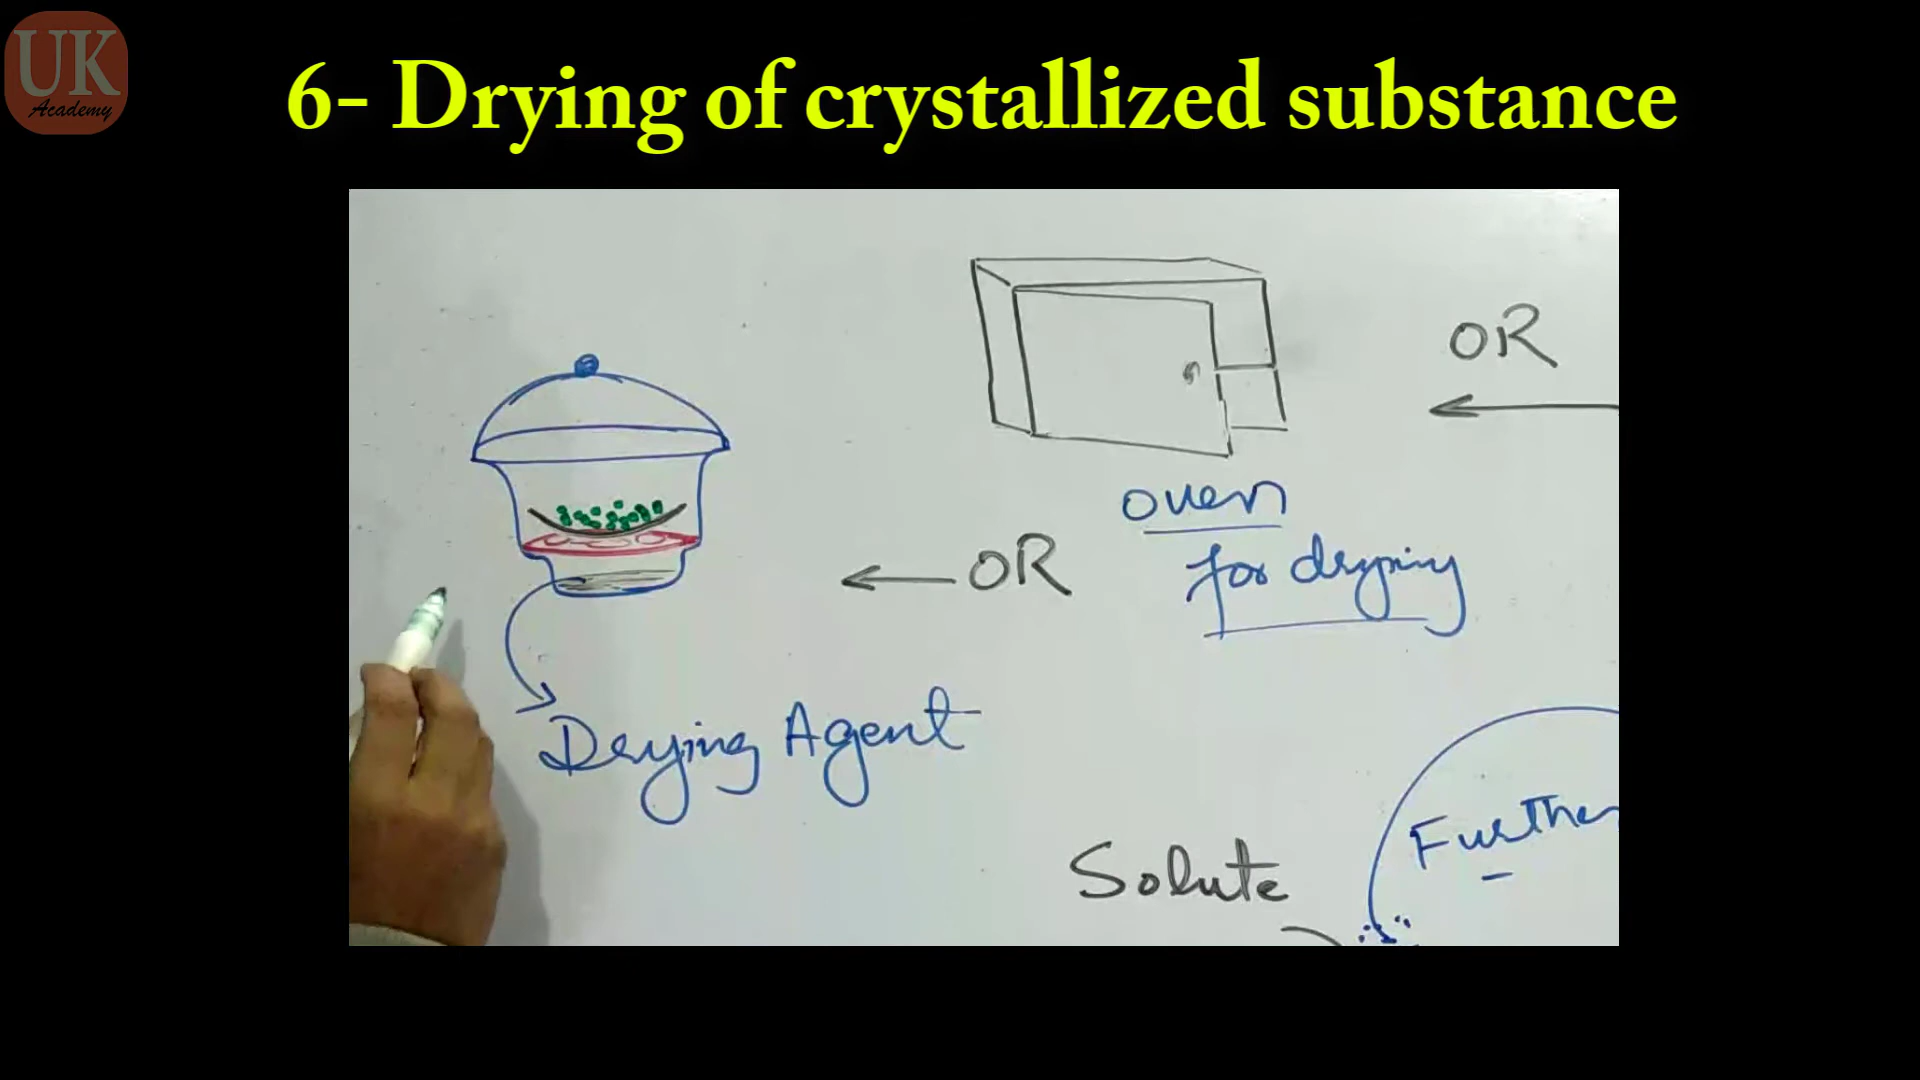 UK
Academy
6- Drying of crystallized substance
OR
oven
for drying
OR
Drying Agent
Solute
Further